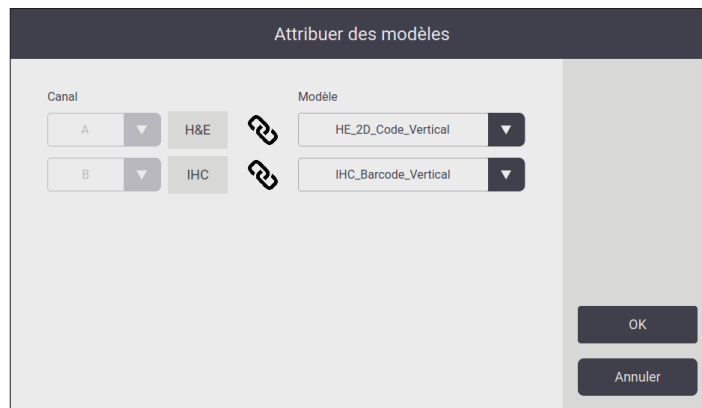 Attribuer des modèles
Canal Modèle
A H&E HE_2D_Code_Vertical
B IHC IHC_Barcode_Vertical
OK
Annuler